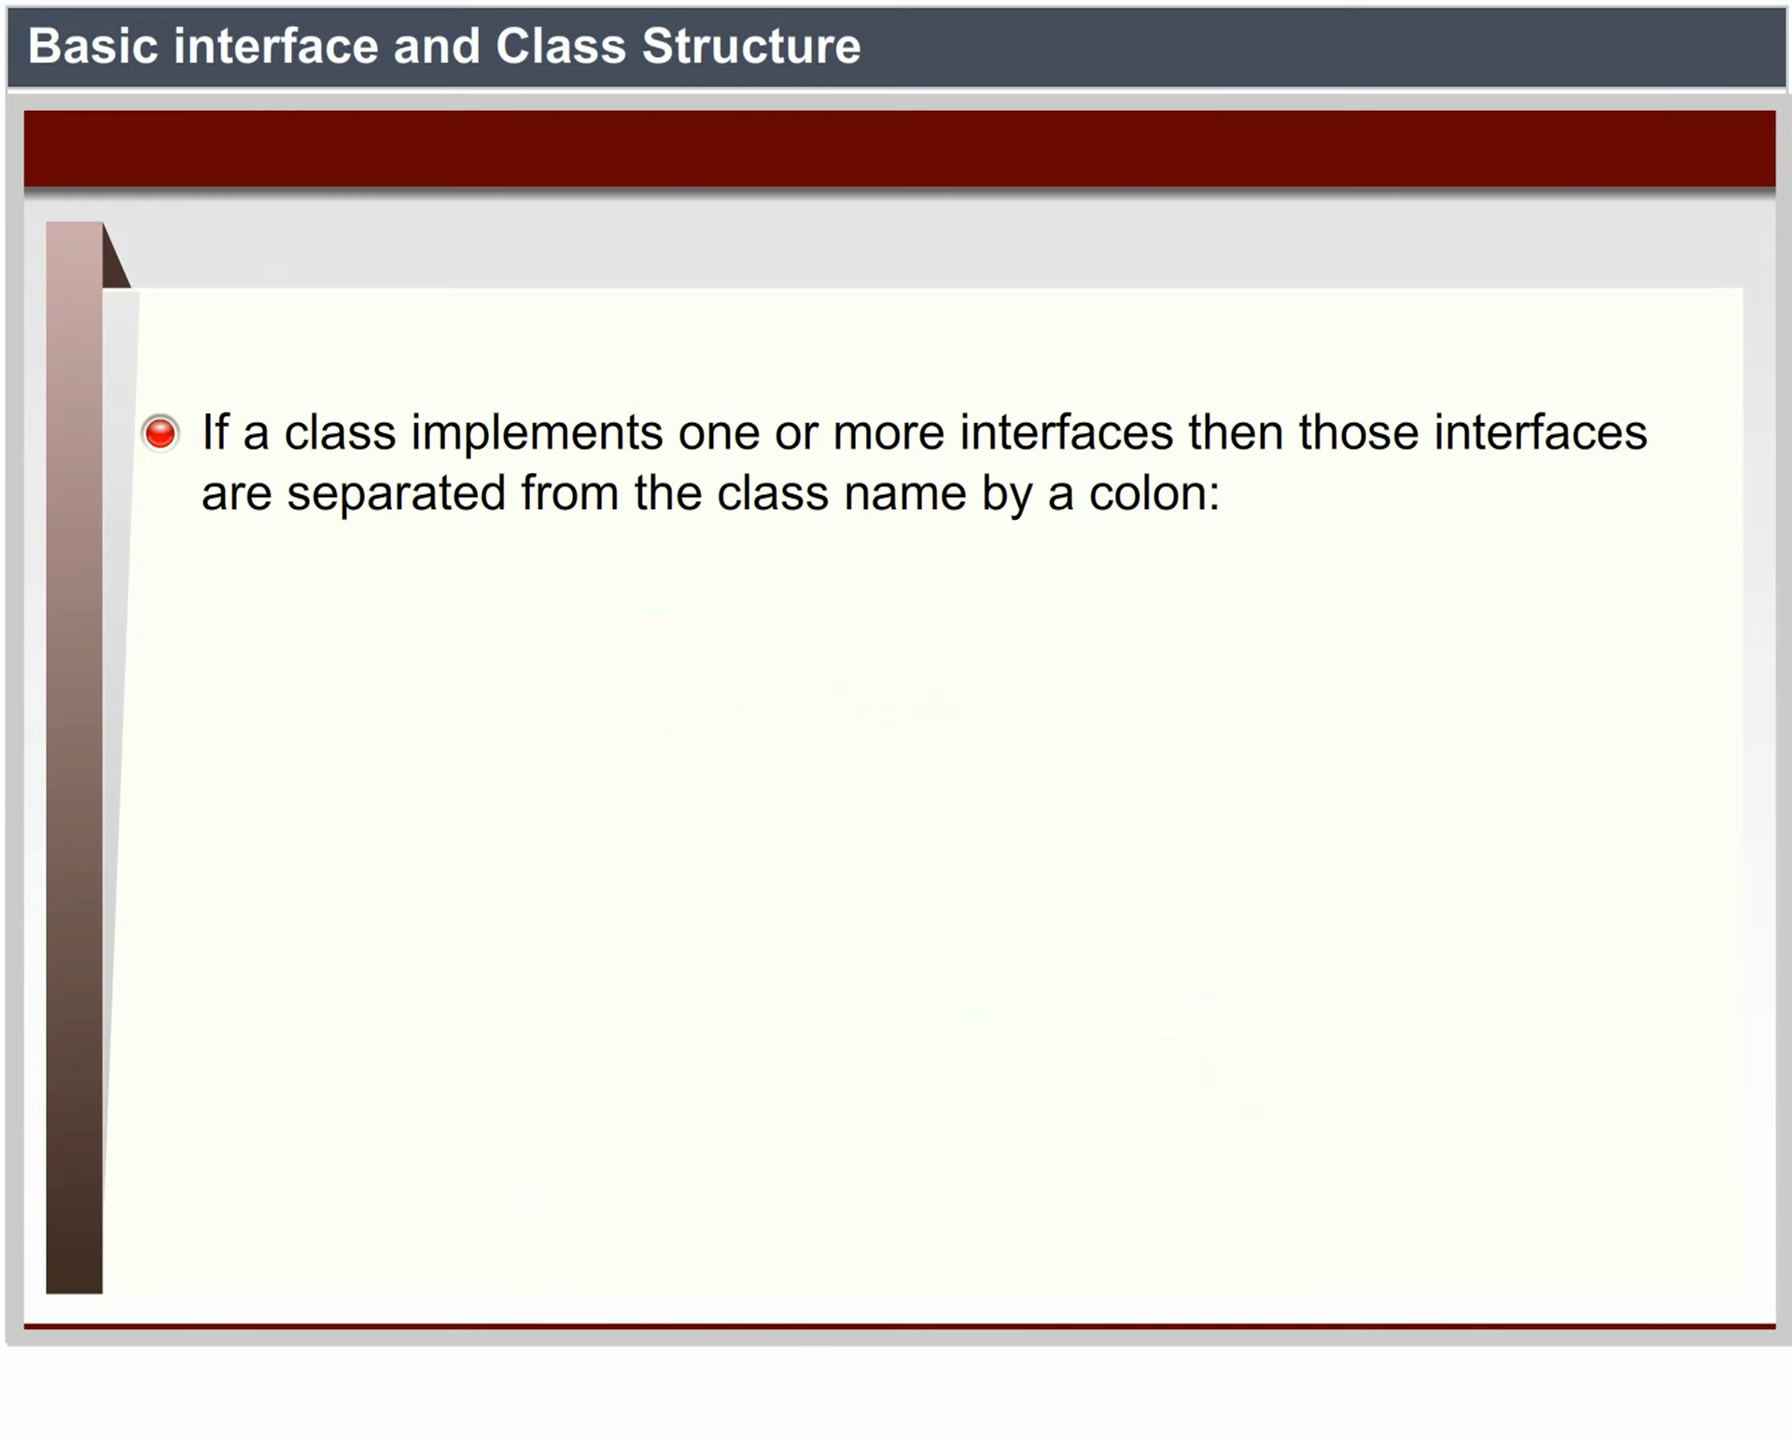 Basic interface and Class Structure
If a class implements one or more interfaces then those interfaces
are separated from the class name by a colon: